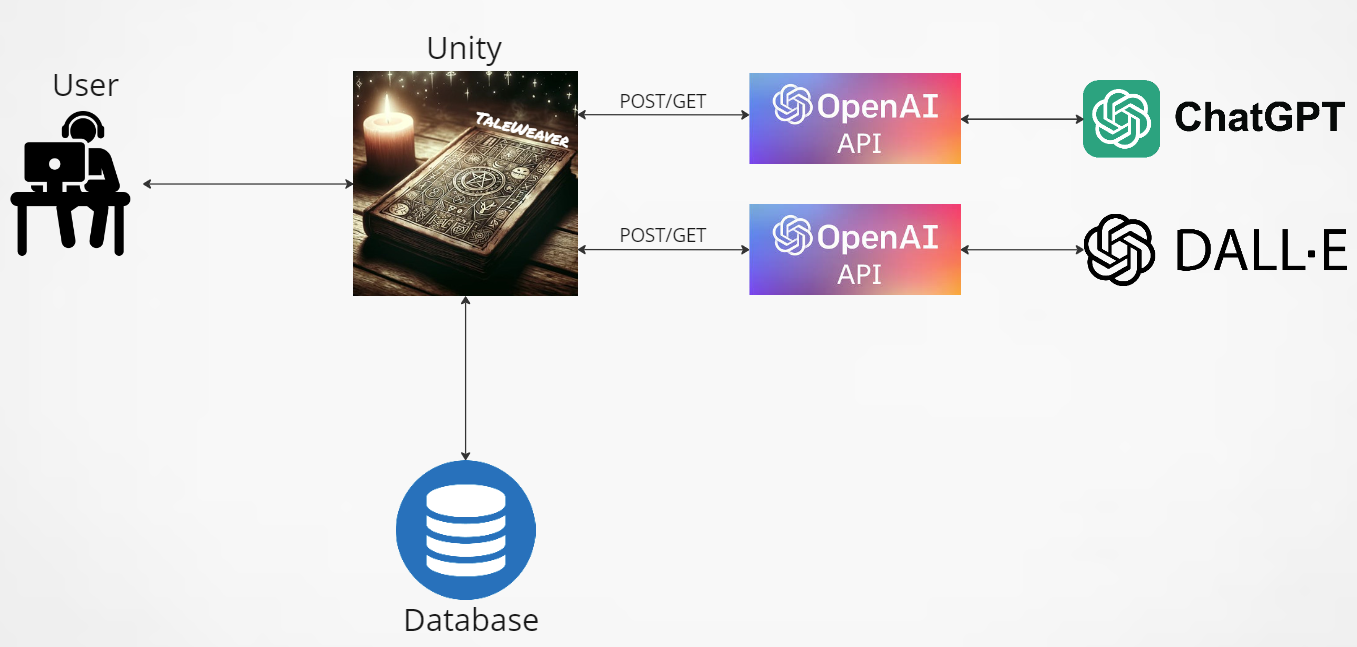 User
Unity
TALEWEAVER
POST/GET
OpenAI
API
ChatGPT
POST/GET
OpenAI
API
DALL·E
Database